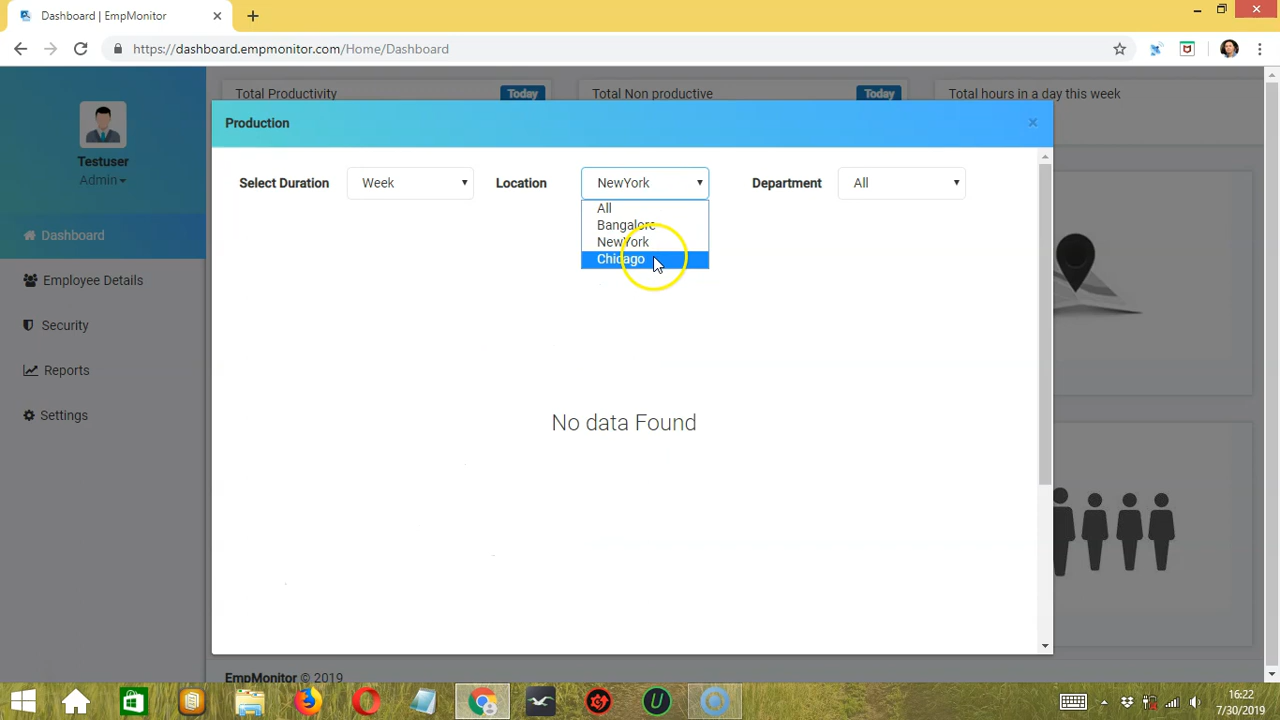 Dashboard | EmpMonitor
https://dashboard.empmonitor.com/Home/Dashboard
Testuser
Admin
Dashboard
Employee Details
Security
Reports
Settings
Total Productivity
Today
Total Non productive
Today
Total hours in a day this week
Production
×
Select Duration
Week
Location
NewYork
Department
All
All
Bangalore
NewYork
Chicago
No data Found
EmpMonitor © 2019
16:22
7/30/2019